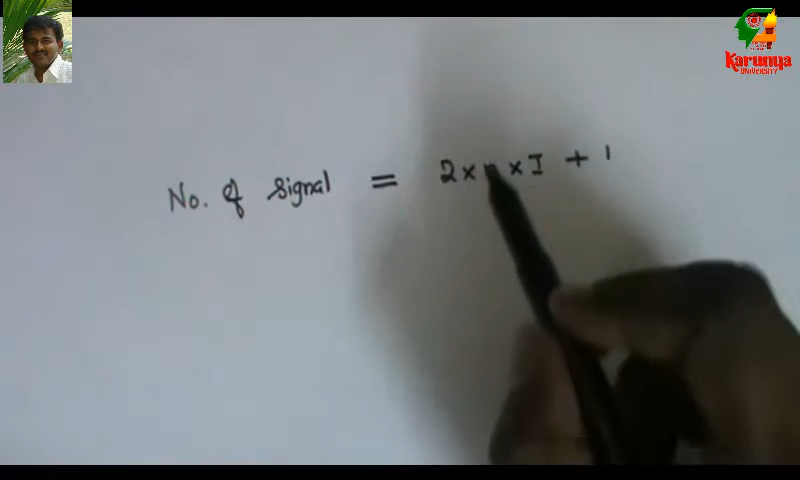 Karunya
UNIVERSITY
No. of Signal = 2 x n x I + 1